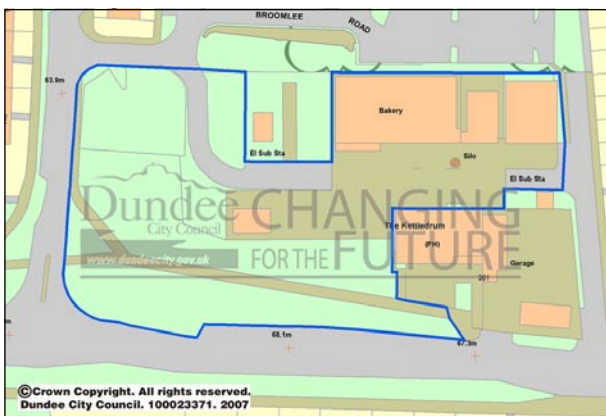 BROOMLEE
ROAD
63.9m
Bakery
El Sub Sta
Silo
El Sub Sta
Dundee
City Council
CHANGING
FOR THE FUTURE
www.dundeecity.gov.uk
The Kettledrum
(PH)
Garage
261
68.1m
67.3m
©Crown Copyright. All rights reserved.
Dundee City Council. 100023371. 2007